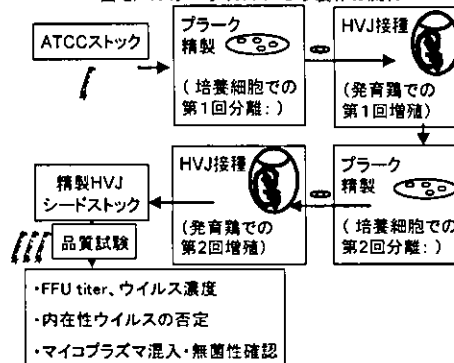 ATCCストック
プラーク
精製
(培養細胞での
第1回分離:)
HVJ接種
(発育鶏での
第1回増殖)
プラーク
精製
(培養細胞での
第2回分離:)
HVJ接種
(発育鶏での
第2回増殖)
精製HVJ
シードストック
品質試験
・FFU titer、ウイルス濃度
・内在性ウイルスの否定
・マイコプラズマ混入・無菌性確認